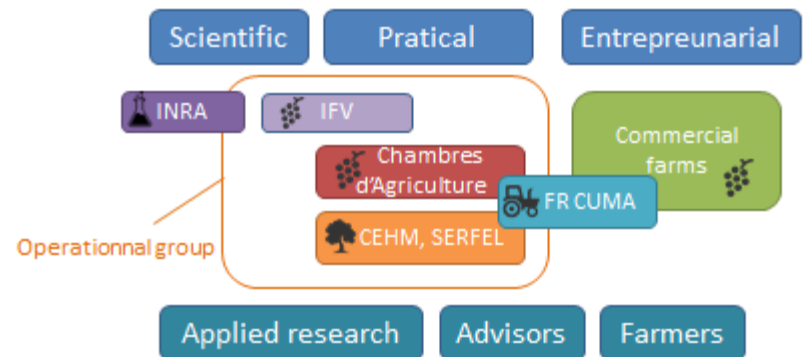 Scientific
Pratical
Entrepreunarial
INRA
IFV
Commercial
farms
Chambres
d'Agriculture
FR CUMA
CEHM, SERFEL
Operationnal group
Applied research
Advisors
Farmers